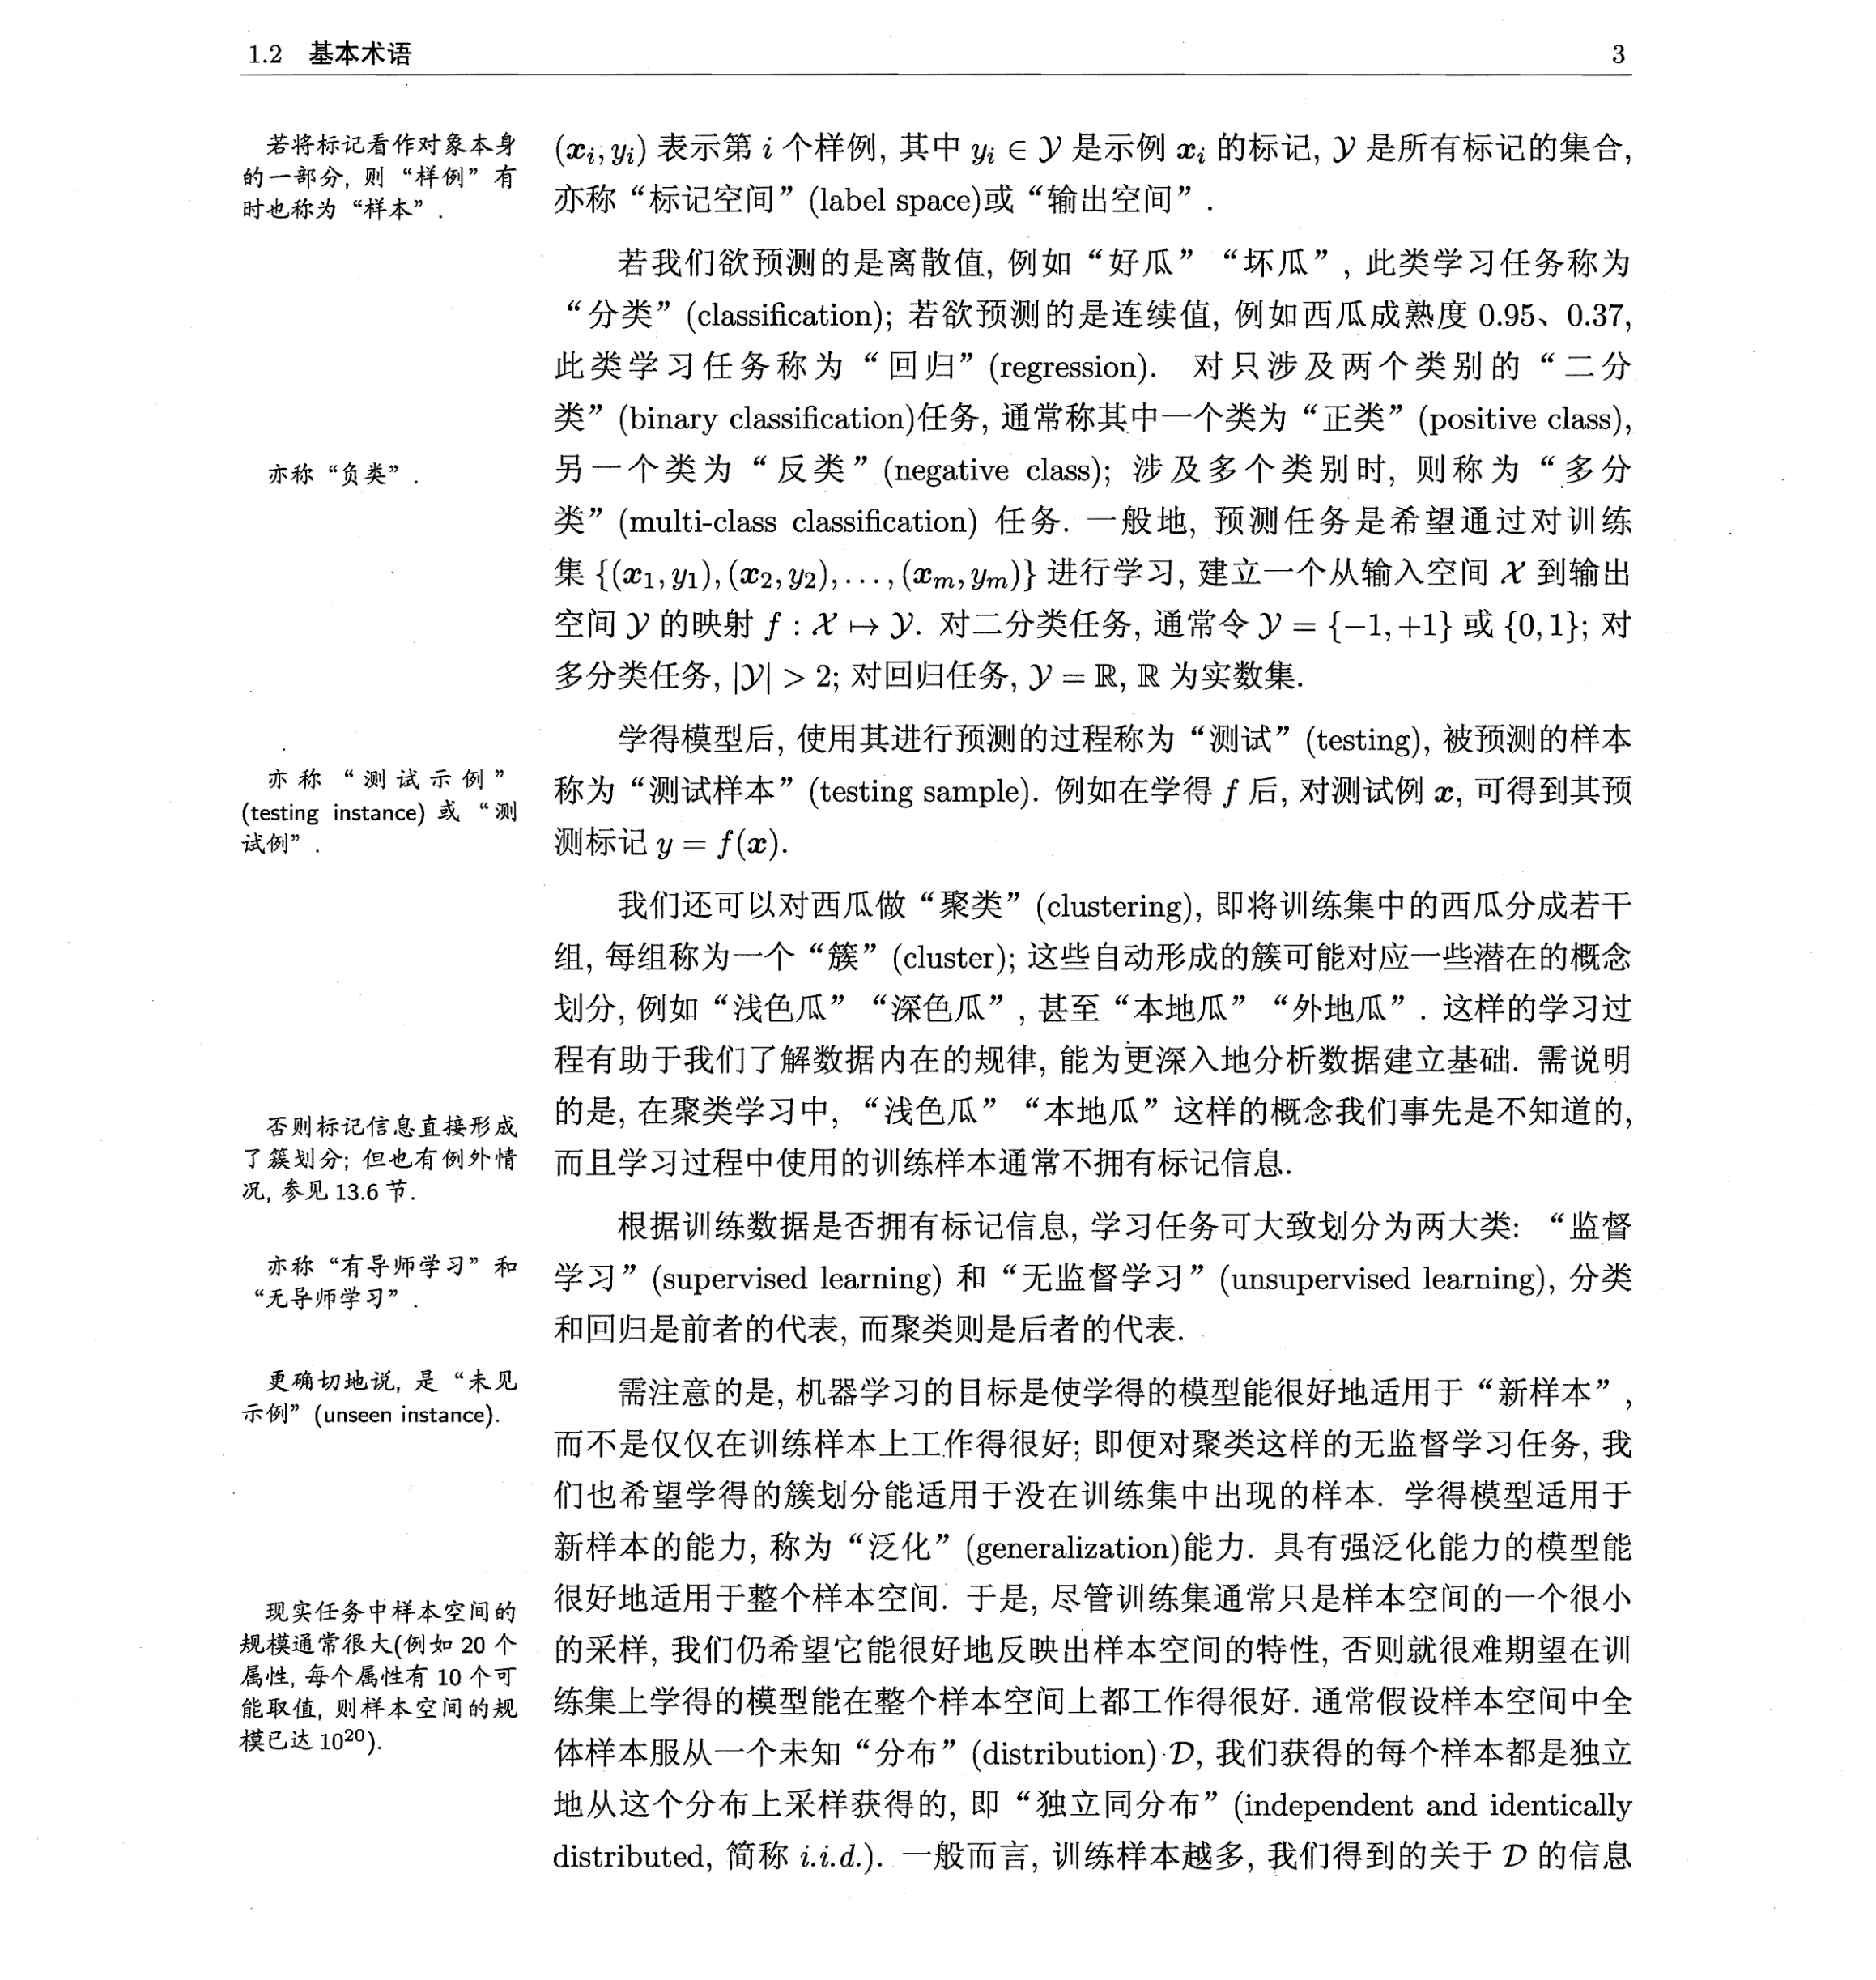 1.2 基本术语 3
若将标记看作对象本身
的一部分, 则 “样例” 有
时也称为 “样本” .
(xᵢ, yᵢ) 表示第 i 个样例, 其中 yᵢ ∈ 𝒴 是示例 xᵢ 的标记, 𝒴 是所有标记的集合,
亦称 “标记空间” (label space)或 “输出空间” .
若我们欲预测的是离散值, 例如 “好瓜” “坏瓜” , 此类学习任务称为
“分类” (classification); 若欲预测的是连续值, 例如西瓜成熟度 0.95、0.37,
此类学习任务称为 “回归” (regression). 对只涉及两个类别的 “二分
类” (binary classification)任务, 通常称其中一个类为 “正类” (positive class),
亦称 “负类” .
另一个类为 “反类” (negative class); 涉及多个类别时, 则称为 “多分
类” (multi-class classification) 任务. 一般地, 预测任务是希望通过对训练
集 {(x₁, y₁), (x₂, y₂), . . . , (xₘ, yₘ)} 进行学习, 建立一个从输入空间 𝒳 到输出
空间 𝒴 的映射 f : 𝒳 ↦ 𝒴. 对二分类任务, 通常令 𝒴 = {−1, +1} 或 {0, 1}; 对
多分类任务, |𝒴| > 2; 对回归任务, 𝒴 = ℝ, ℝ 为实数集.
学得模型后, 使用其进行预测的过程称为 “测试” (testing), 被预测的样本
亦称 “测试示例”
(testing instance) 或 “测
试例” .
称为 “测试样本” (testing sample). 例如在学得 f 后, 对测试例 x, 可得到其预
测标记 y = f(x).
我们还可以对西瓜做 “聚类” (clustering), 即将训练集中的西瓜分成若干
组, 每组称为一个 “簇” (cluster); 这些自动形成的簇可能对应一些潜在的概念
划分, 例如 “浅色瓜” “深色瓜” , 甚至 “本地瓜” “外地瓜” . 这样的学习过
程有助于我们了解数据内在的规律, 能为更深入地分析数据建立基础. 需说明
的是, 在聚类学习中, “浅色瓜” “本地瓜” 这样的概念我们事先是不知道的,
而且学习过程中使用的训练样本通常不拥有标记信息.
否则标记信息直接形成
了簇划分; 但也有例外情
况, 参见 13.6 节.
根据训练数据是否拥有标记信息, 学习任务可大致划分为两大类: “监督
学习” (supervised learning) 和 “无监督学习” (unsupervised learning), 分类
和回归是前者的代表, 而聚类则是后者的代表.
亦称 “有导师学习” 和
“无导师学习” .
更确切地说, 是 “未见
示例” (unseen instance).
需注意的是, 机器学习的目标是使学得的模型能很好地适用于 “新样本” ,
而不是仅仅在训练样本上工作得很好; 即便对聚类这样的无监督学习任务, 我
们也希望学得的簇划分能适用于没在训练集中出现的样本. 学得模型适用于
新样本的能力, 称为 “泛化” (generalization)能力. 具有强泛化能力的模型能
很好地适用于整个样本空间. 于是, 尽管训练集通常只是样本空间的一个很小
的采样, 我们仍希望它能很好地反映出样本空间的特性, 否则就很难期望在训
练集上学得的模型能在整个样本空间上都工作得很好. 通常假设样本空间中全
体样本服从一个未知 “分布” (distribution) 𝒟, 我们获得的每个样本都是独立
地从这个分布上采样获得的, 即 “独立同分布” (independent and identically
distributed, 简称 i.i.d.). 一般而言, 训练样本越多, 我们得到的关于 𝒟 的信息
现实任务中样本空间的
规模通常很大(例如 20 个
属性, 每个属性有 10 个可
能取值, 则样本空间的规
模已达 10²⁰).